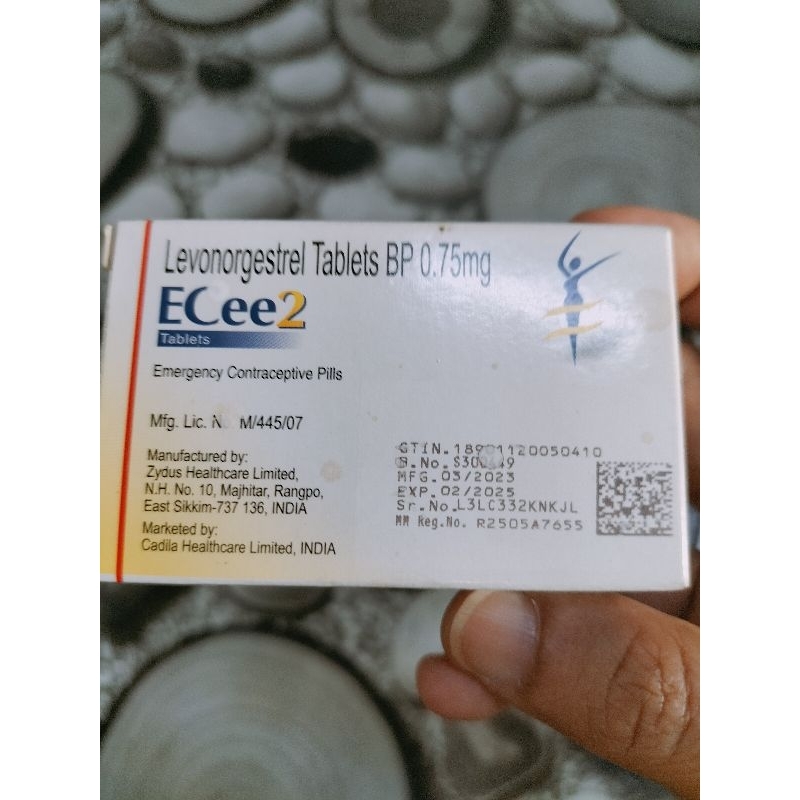 Levonorgestrel Tablets BP 0.75mg
ECee2
Tablets
Emergency Contraceptive Pills
Mfg. Lic. M/445/07
Manufactured by:
Zydus Healthcare Limited,
N.H. No. 10, Majhitar, Rangpo,
East Sikkim-737 136, INDIA
Marketed by:
Cadila Healthcare Limited, INDIA
GTIN.18901120050410
B.No.
MFG.03/2023
EXP.02/2025
Sr.No.L3LC332KNKJL
MM Reg.No. R2505A7655